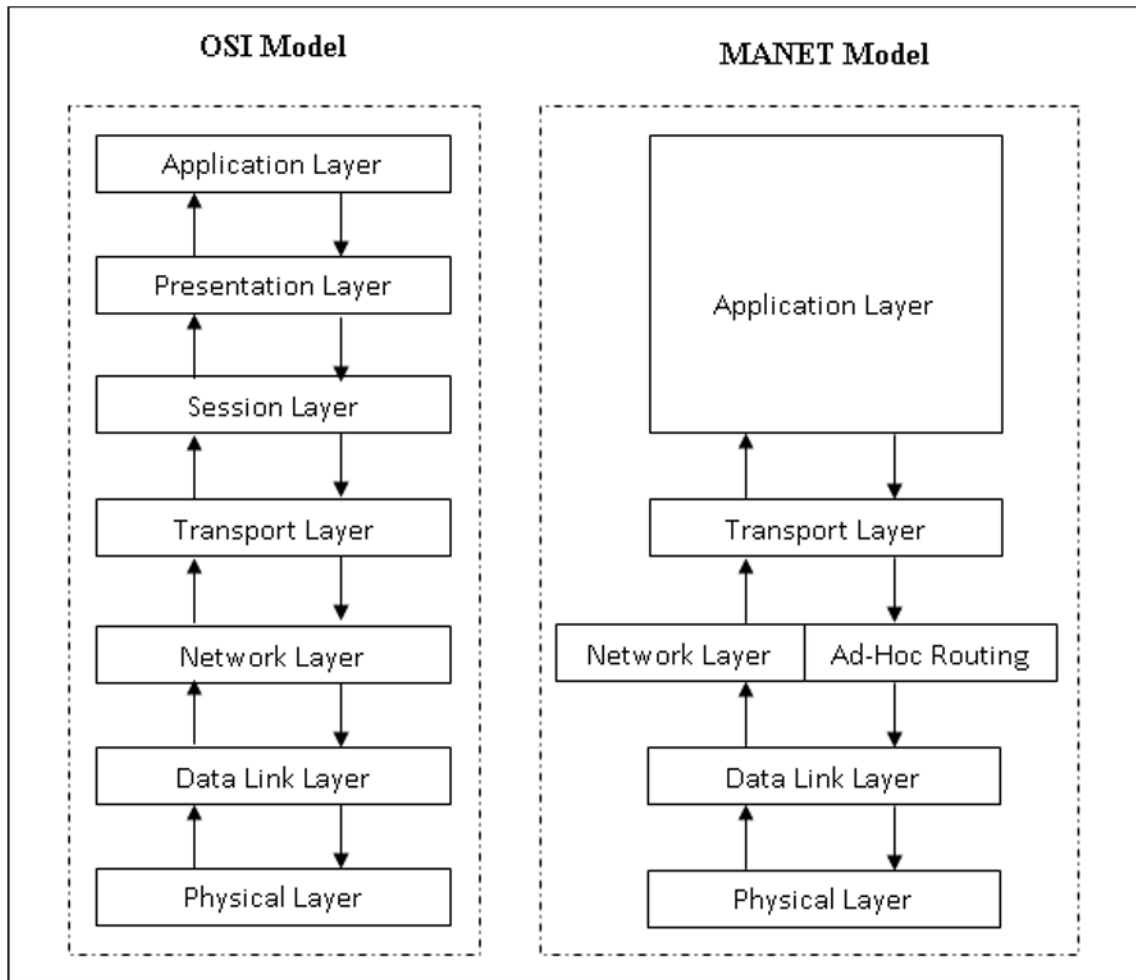 OSI Model
Application Layer
Presentation Layer
Session Layer
Transport Layer
Network Layer
Data Link Layer
Physical Layer
MANET Model
Application Layer
Transport Layer
Network Layer
Ad-Hoc Routing
Data Link Layer
Physical Layer